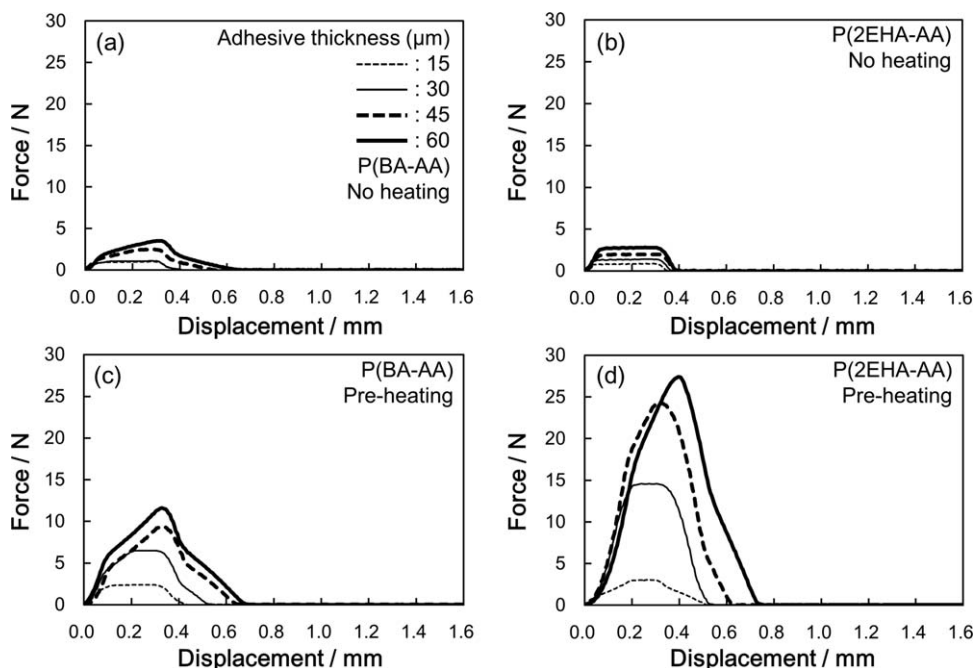 30
25
20
15
10
5
0
Force / N
(a)
Adhesive thickness (μm)
: 15
: 30
: 45
: 60
P(BA-AA)
No heating
0.0 0.2 0.4 0.6 0.8 1.0 1.2 1.4 1.6
Displacement / mm
30
25
20
15
10
5
0
Force / N
(b)
P(2EHA-AA)
No heating
0.0 0.2 0.4 0.6 0.8 1.0 1.2 1.4 1.6
Displacement / mm
30
25
20
15
10
5
0
Force / N
(c)
P(BA-AA)
Pre-heating
0.0 0.2 0.4 0.6 0.8 1.0 1.2 1.4 1.6
Displacement / mm
30
25
20
15
10
5
0
Force / N
(d)
P(2EHA-AA)
Pre-heating
0.0 0.2 0.4 0.6 0.8 1.0 1.2 1.4 1.6
Displacement / mm